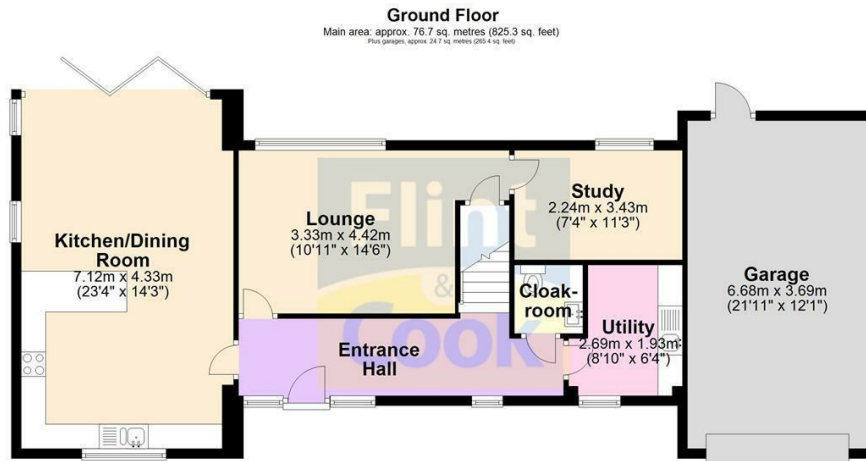 Ground Floor
Main area: approx. 76.7 sq. metres (825.3 sq. feet)
Plus garages, approx. 24.7 sq. metres (265.4 sq. feet)
Kitchen/Dining
Room
7.12m x 4.33m
(23'4" x 14'3")
Lounge
3.33m x 4.42m
(10'11" x 14'6")
Study
2.24m x 3.43m
(7'4" x 11'3")
Garage
6.68m x 3.69m
(21'11" x 12'1")
Cloak-
room
Utility
2.69m x 1.93m
(8'10" x 6'4")
Entrance
Hall
Flint
&
Cook